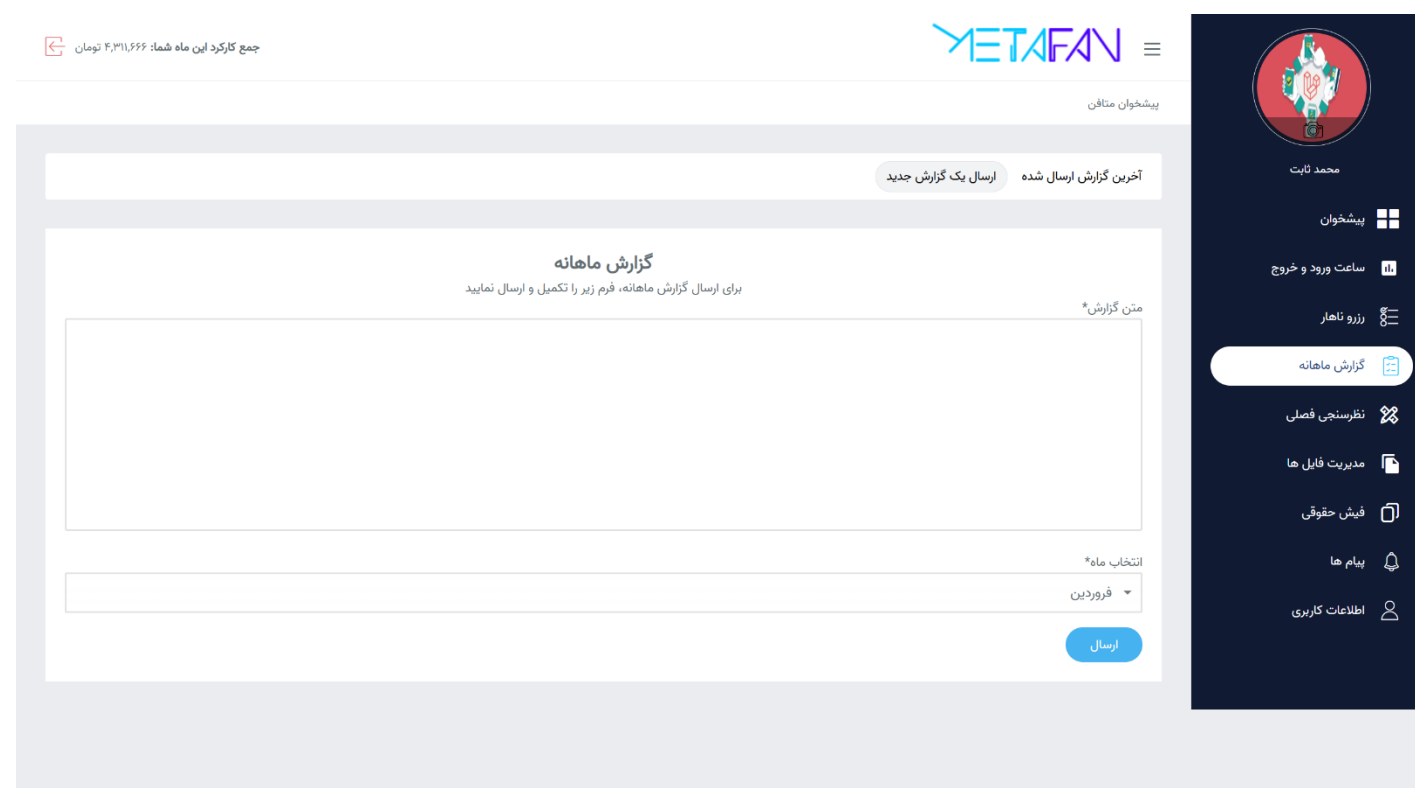 METAFAN
جمع کارکرد این ماه شما: ۴,۳۱۱,۶۶۶ تومان
پیشخوان متافن
محمد ثابت
پیشخوان
ساعت ورود و خروج
رزرو ناهار
گزارش ماهانه
نظرسنجی فصلی
مدیریت فایل ها
فیش حقوقی
پیام ها
اطلاعات کاربری
آخرین گزارش ارسال شده ارسال یک گزارش جدید
گزارش ماهانه
برای ارسال گزارش ماهانه، فرم زیر را تکمیل و ارسال نمایید
متن گزارش*
انتخاب ماه*
فروردین
ارسال